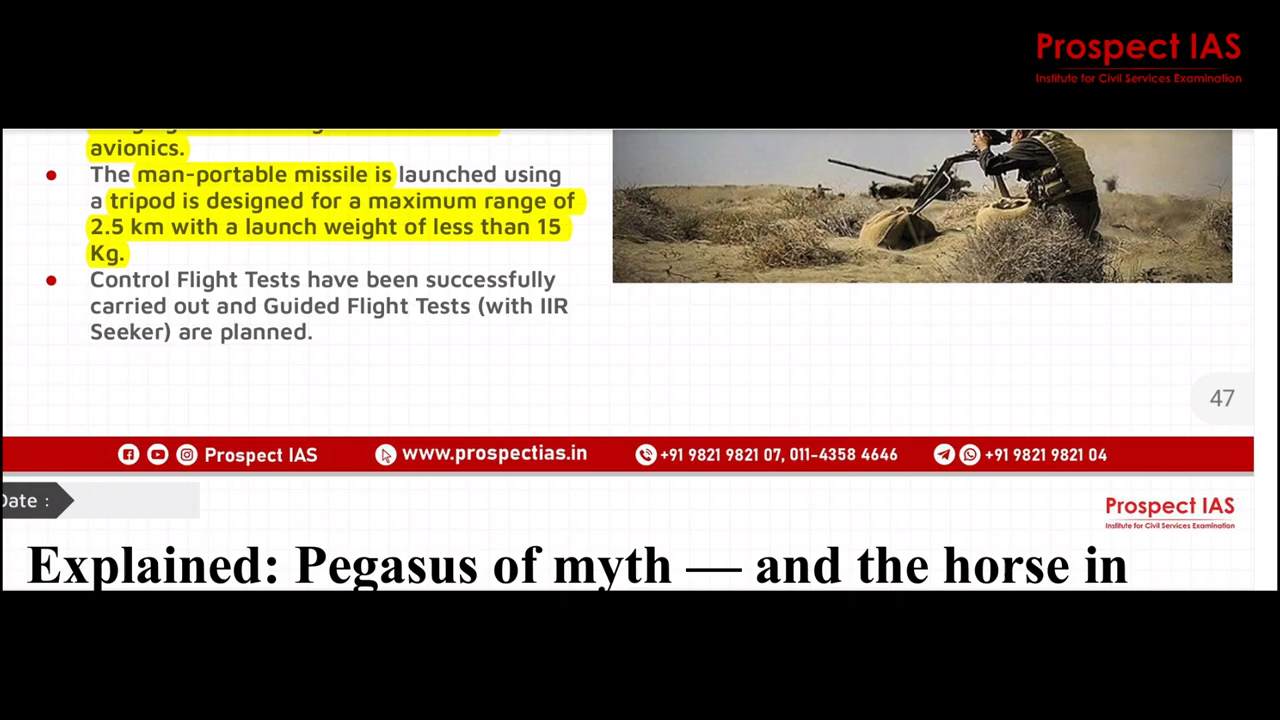 Prospect IAS
Institute for Civil Services Examination
avionics.
The man-portable missile is launched using
a tripod is designed for a maximum range of
2.5 km with a launch weight of less than 15
Kg.
Control Flight Tests have been successfully
carried out and Guided Flight Tests (with IIR
Seeker) are planned.
47
Prospect IAS www.prospectias.in +91 9821 9821 07, 011-4358 4646 +91 9821 9821 04
Date :
Prospect IAS
Institute for Civil Services Examination
Explained: Pegasus of myth — and the horse in